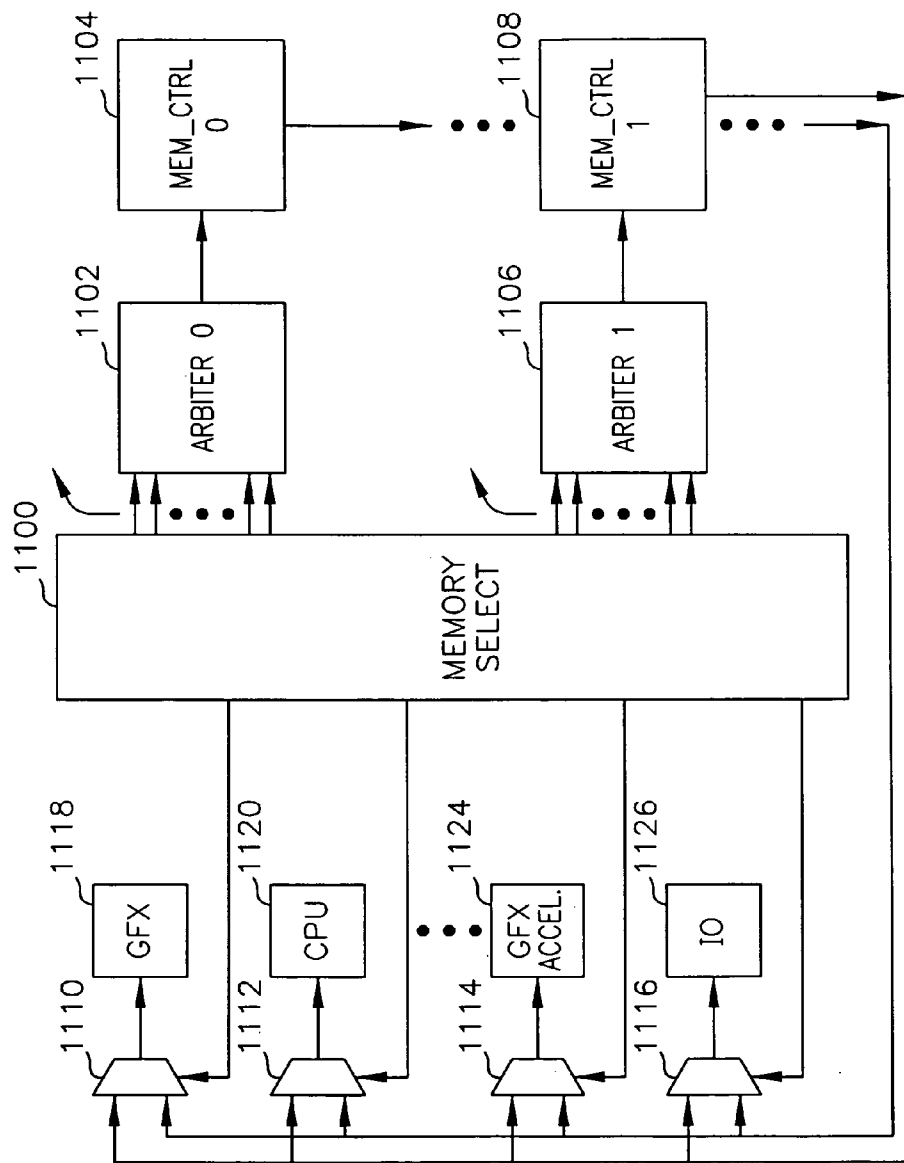 1104
MEM_CTRL
0
1108
MEM_CTRL
1
1102
ARBITER 0
1106
ARBITER 1
1100
MEMORY
SELECT
1118
GFX
1120
CPU
1124
GFX
ACCEL.
1126
IO
1110
1112
1114
1116